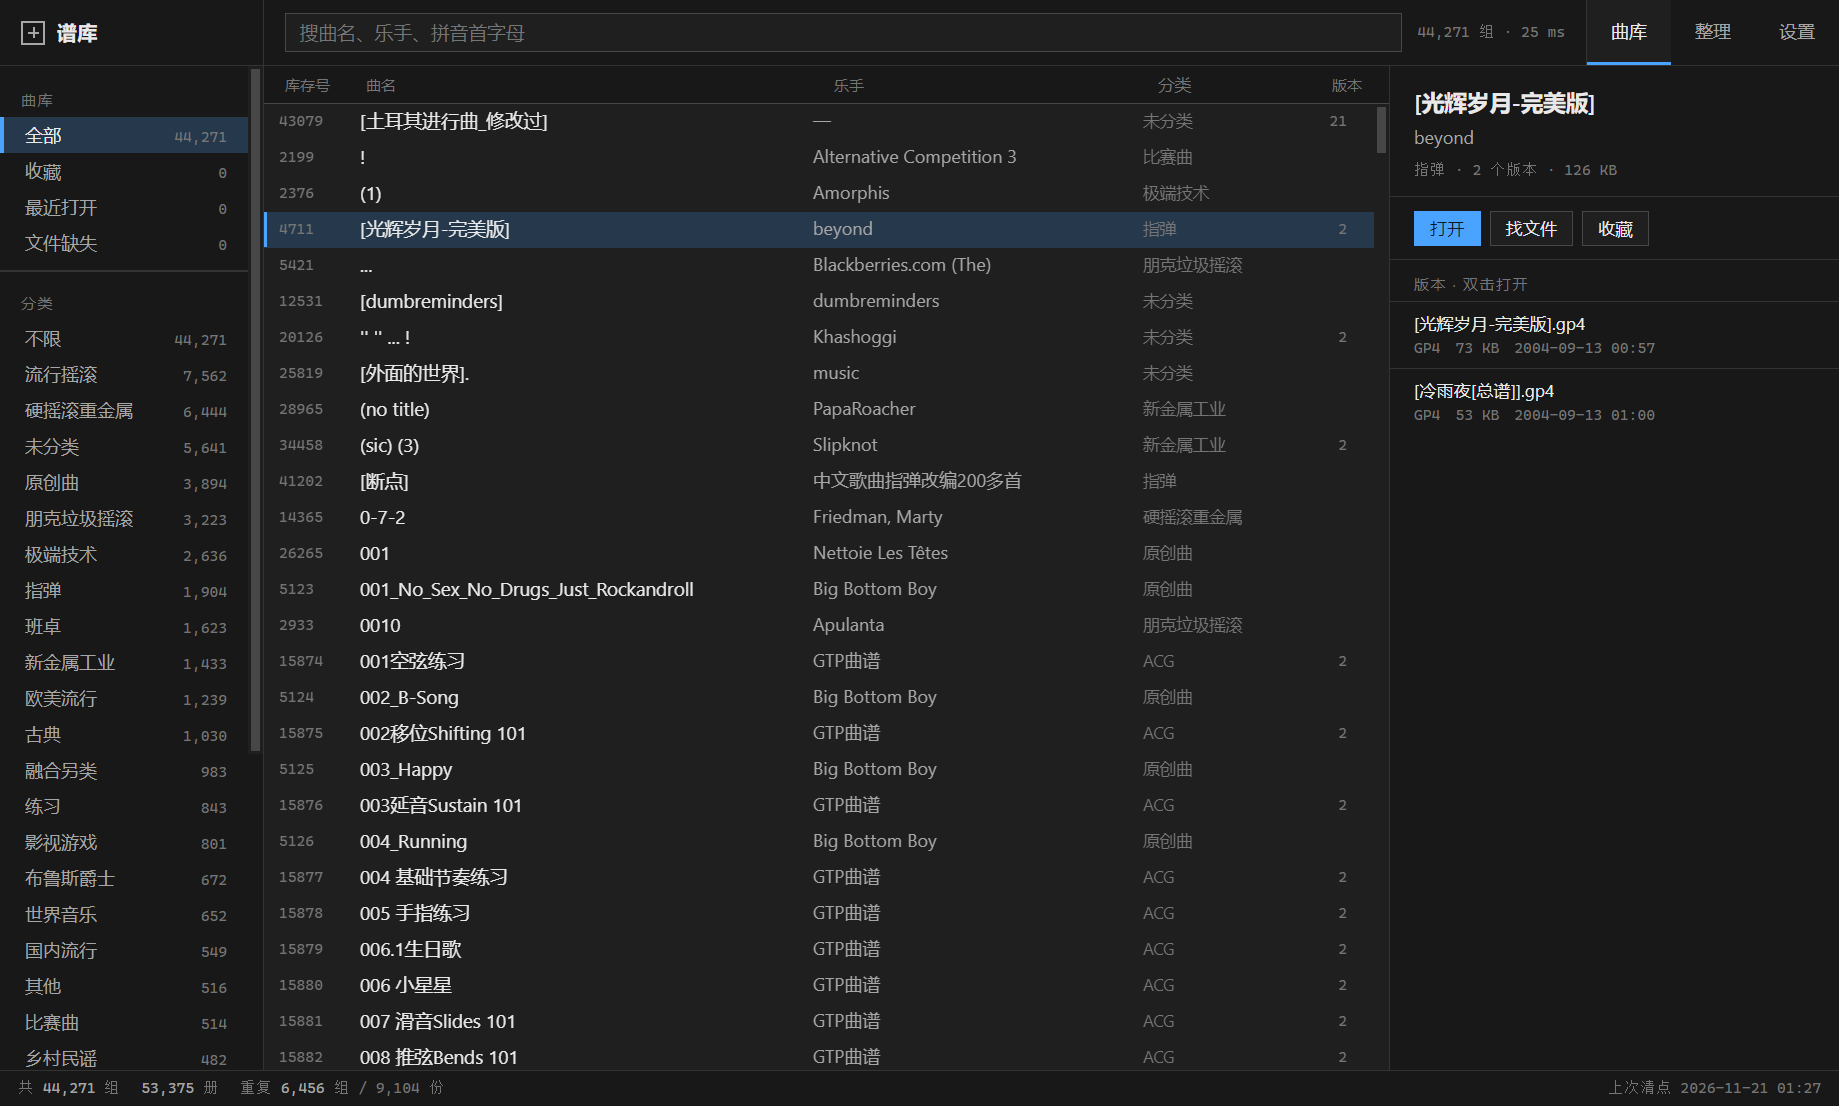 谱库
搜曲名、乐手、拼音首字母
44,271 组 · 25 ms
曲库 整理 设置
曲库
全部 44,271
收藏 0
最近打开 0
文件缺失 0
分类
不限 44,271
流行摇滚 7,562
硬摇滚重金属 6,444
未分类 5,641
原创曲 3,894
朋克垃圾摇滚 3,223
极端技术 2,636
指弹 1,904
班卓 1,623
新金属工业 1,433
欧美流行 1,239
古典 1,030
融合另类 983
练习 843
影视游戏 801
布鲁斯爵士 672
世界音乐 652
国内流行 549
其他 516
比赛曲 514
乡村民谣 482
库存号 曲名 乐手 分类 版本
43079 [土耳其进行曲_修改过] — 未分类 21
2199 ! Alternative Competition 3 比赛曲
2376 (1) Amorphis 极端技术
4711 [光辉岁月-完美版] beyond 指弹 2
5421 ... Blackberries.com (The) 朋克垃圾摇滚
12531 [dumbreminders] dumbreminders 未分类
20126 " " ... ! Khashoggi 未分类 2
25819 [外面的世界]. music 未分类
28965 (no title) PapaRoacher 新金属工业
34458 (sic) (3) Slipknot 新金属工业 2
41202 [断点] 中文歌曲指弹改编200多首 指弹
14365 0-7-2 Friedman, Marty 硬摇滚重金属
26265 001 Nettoie Les Têtes 原创曲
5123 001_No_Sex_No_Drugs_Just_Rockandroll Big Bottom Boy 原创曲
2933 0010 Apulanta 朋克垃圾摇滚
15874 001空弦练习 GTP曲谱 ACG 2
5124 002_B-Song Big Bottom Boy 原创曲
15875 002移位Shifting 101 GTP曲谱 ACG 2
5125 003_Happy Big Bottom Boy 原创曲
15876 003延音Sustain 101 GTP曲谱 ACG 2
5126 004_Running Big Bottom Boy 原创曲
15877 004 基础节奏练习 GTP曲谱 ACG 2
15878 005 手指练习 GTP曲谱 ACG 2
15879 006.1生日歌 GTP曲谱 ACG 2
15880 006 小星星 GTP曲谱 ACG 2
15881 007 滑音Slides 101 GTP曲谱 ACG 2
15882 008 推弦Bends 101 GTP曲谱 ACG 2
[光辉岁月-完美版]
beyond
指弹 · 2 个版本 · 126 KB
打开 找文件 收藏
版本 · 双击打开
[光辉岁月-完美版].gp4
GP4 73 KB 2004-09-13 00:57
[冷雨夜[总谱]].gp4
GP4 53 KB 2004-09-13 01:00
共 44,271 组 53,375 册 重复 6,456 组 / 9,104 份
上次清点 2026-11-21 01:27